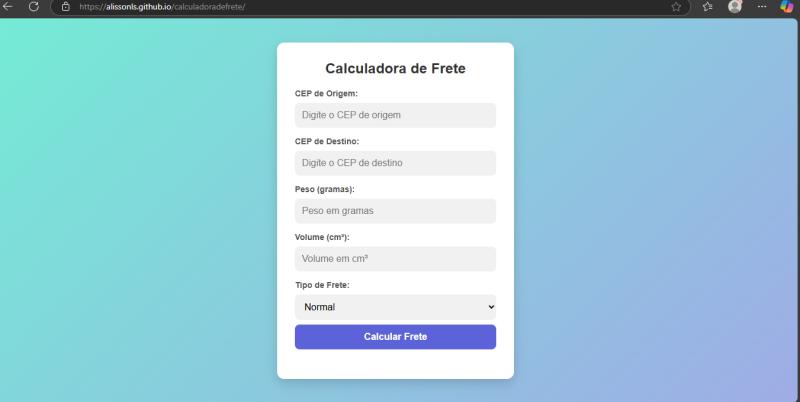 https://alissonls.github.io/calculadoradefrete/
Calculadora de Frete
CEP de Origem:
Digite o CEP de origem
CEP de Destino:
Digite o CEP de destino
Peso (gramas):
Peso em gramas
Volume (cm³):
Volume em cm³
Tipo de Frete:
Normal
Calcular Frete